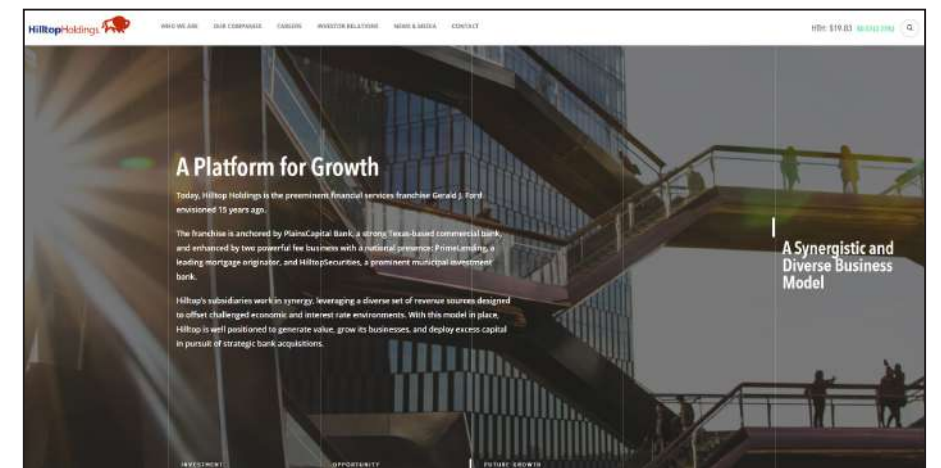 HilltopHoldings
WHO WE ARE OUR COMPANIES CAREERS INVESTOR RELATIONS NEWS & MEDIA CONTACT
HTH: $19.03
A Platform for Growth
Today, Hilltop Holdings is the preeminent financial services franchise Gerald J. Ford
envisioned 15 years ago.
The franchise is anchored by PlainsCapital Bank, a strong Texas-based commercial bank,
and enhanced by two powerful fee business with a national presence: PrimeLending, a
leading mortgage originator, and HilltopSecurities, a prominent municipal investment
bank.
Hilltop's subsidiaries work in synergy, leveraging a diverse set of revenue sources designed
to offset challenged economic and interest rate environments. With this model in place,
Hilltop is well positioned to generate value, grow its businesses, and deploy excess capital
in pursuit of strategic bank acquisitions.
A Synergistic and
Diverse Business
Model
INVESTMENT OPPORTUNITY FUTURE GROWTH